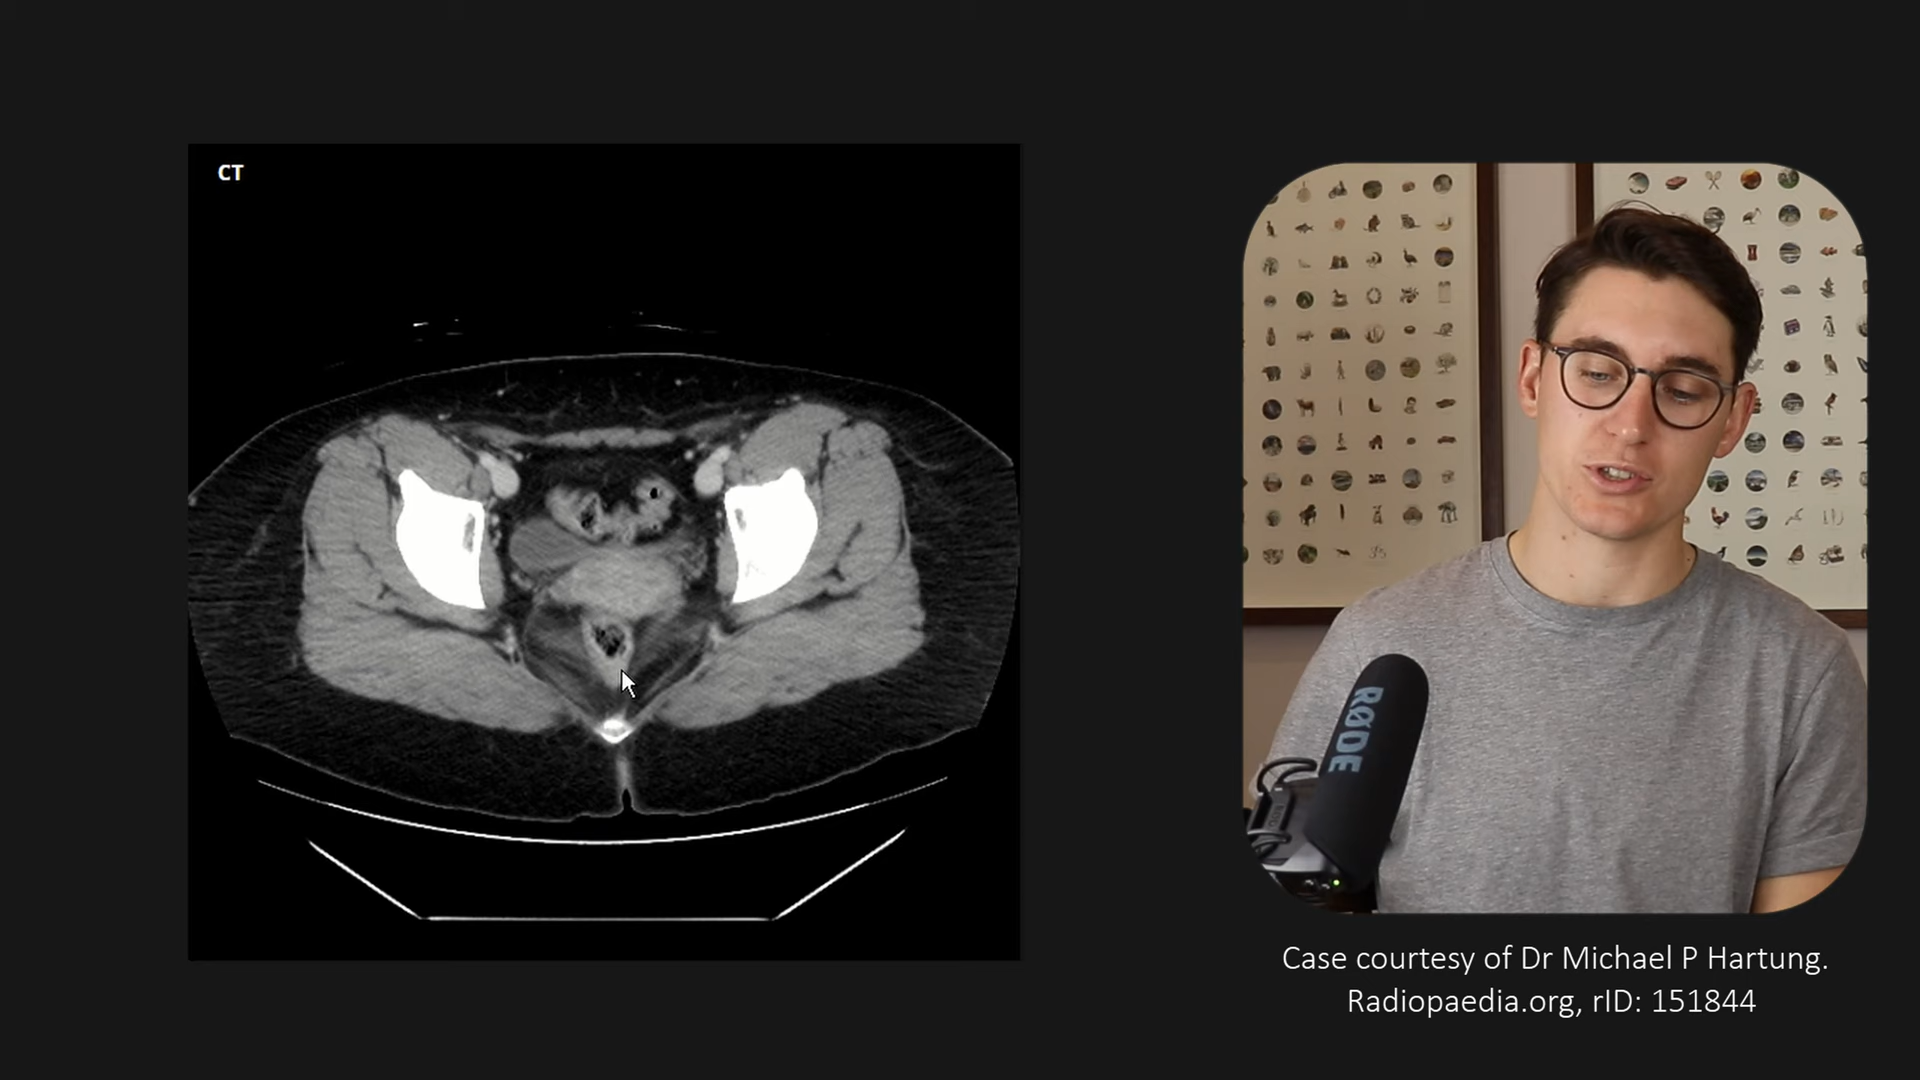 CT
RØDE
Case courtesy of Dr Michael P Hartung.
Radiopaedia.org, rID: 151844